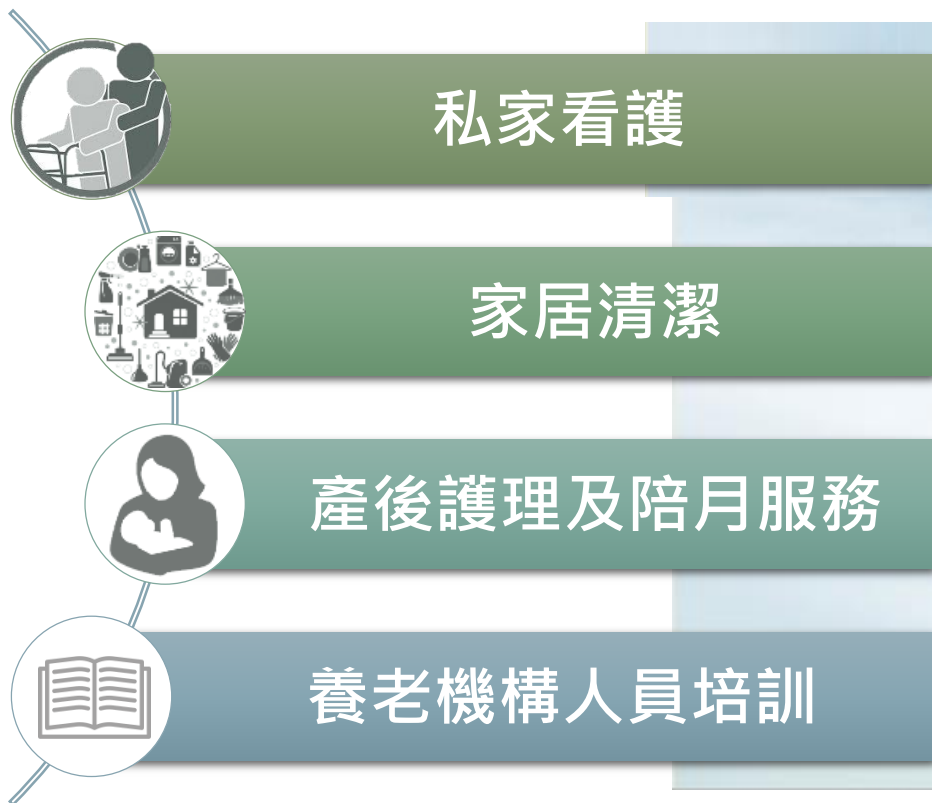 私家看護
家居清潔
產後護理及陪月服務
養老機構人員培訓